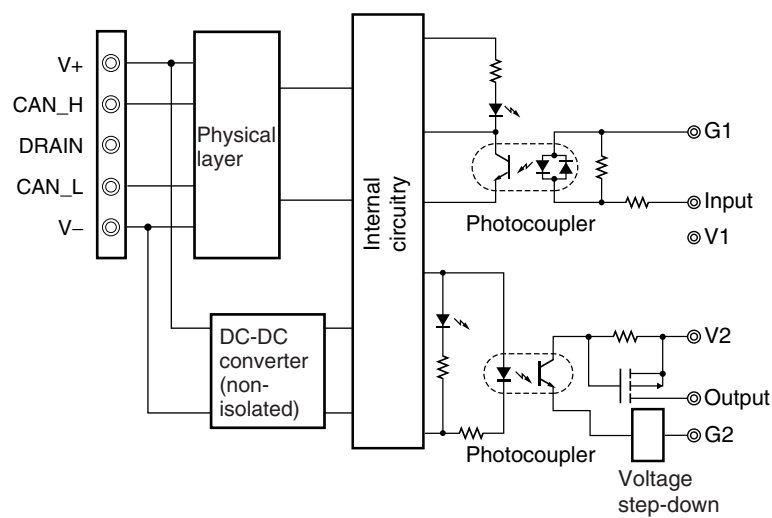 V+
CAN_H
DRAIN
CAN_L
V–
Physical
layer
DC-DC
converter
(non-
isolated)
Internal
circuitry
Photocoupler
G1
Input
V1
V2
Output
G2
Photocoupler
Voltage
step-down